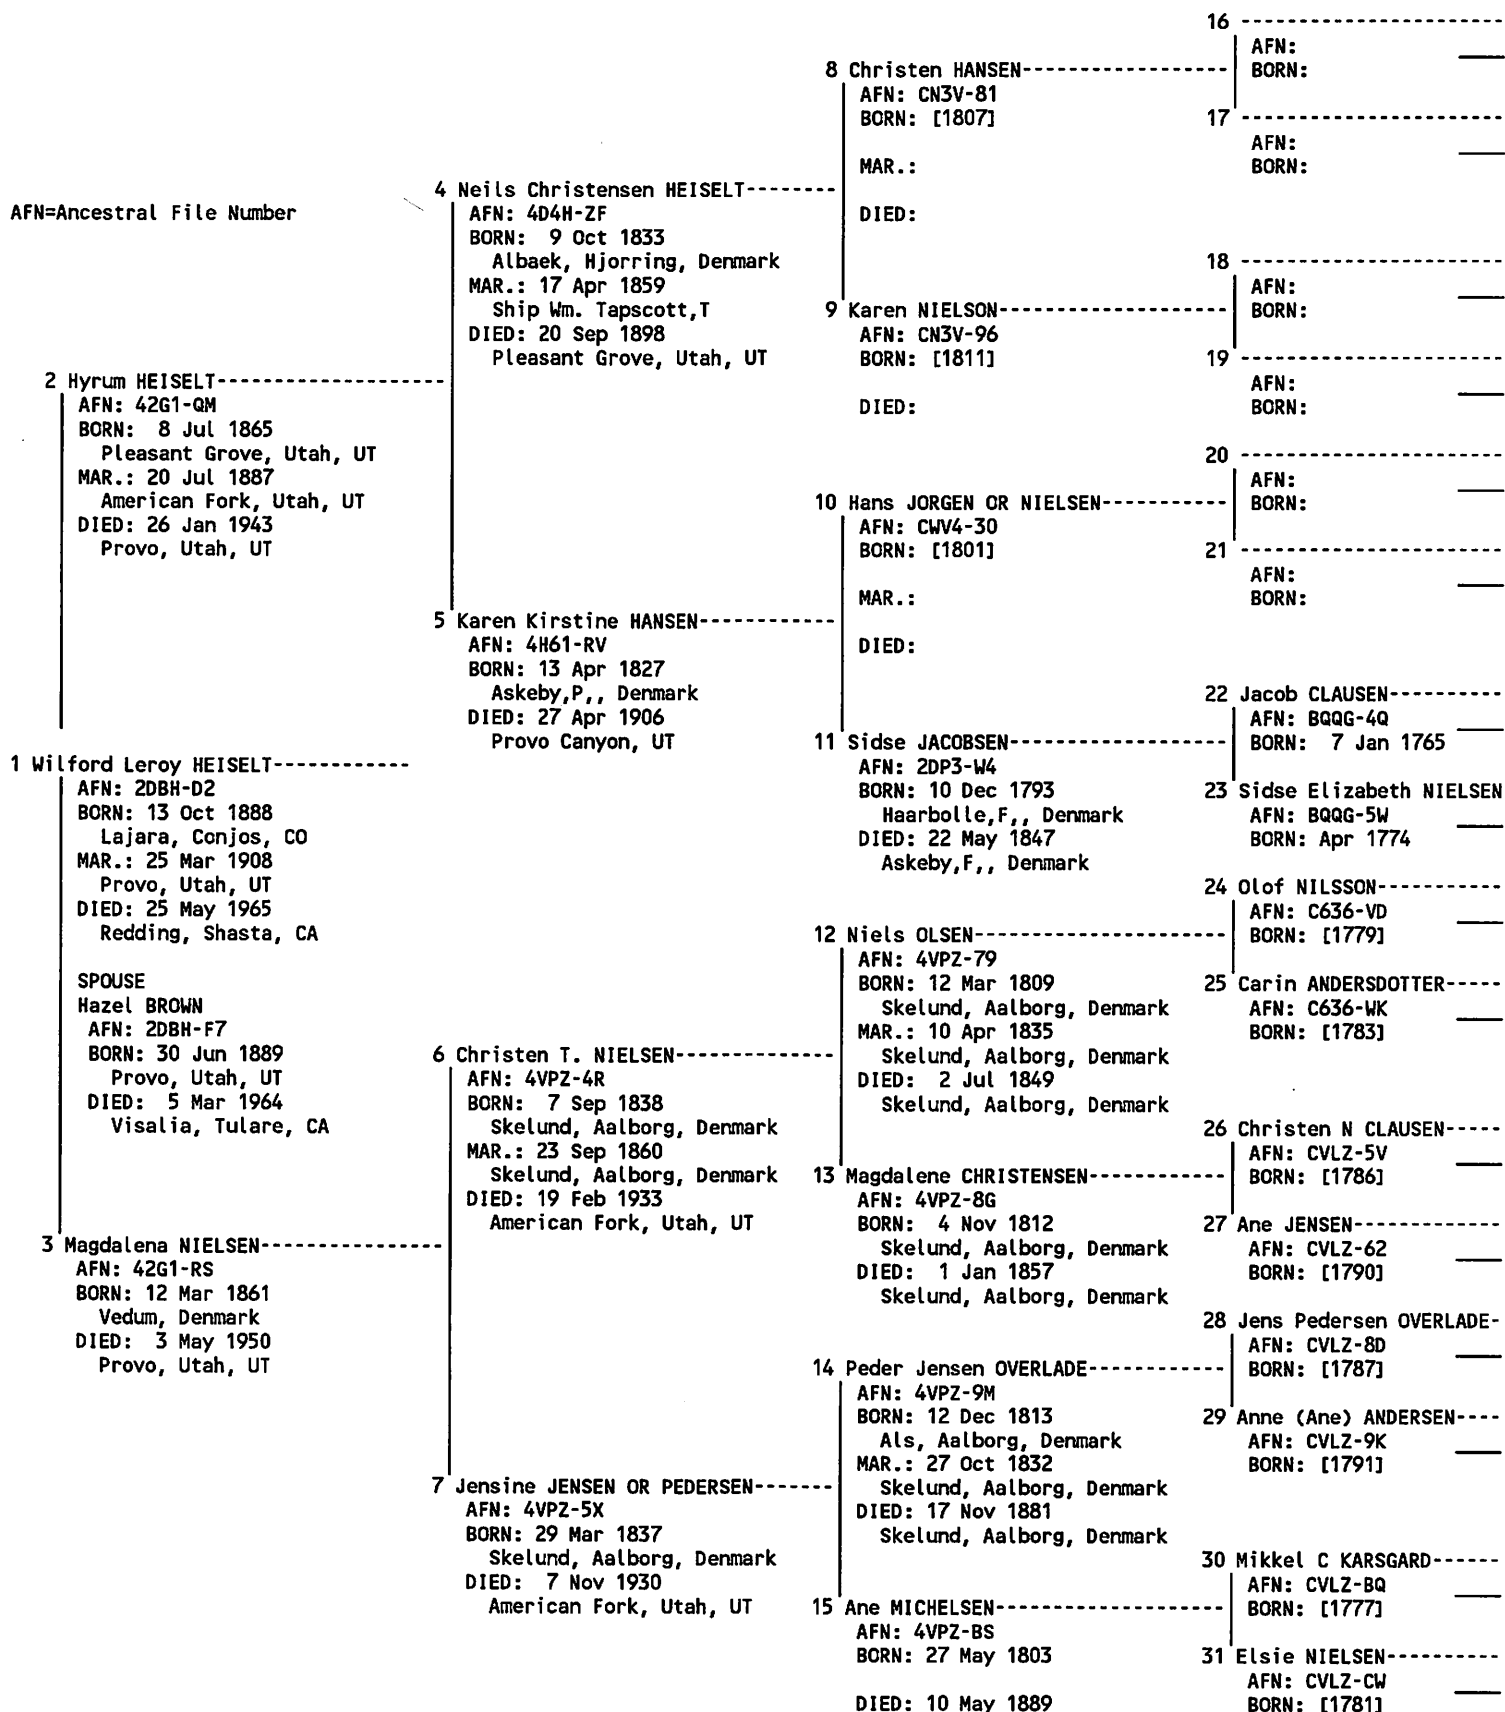 AFN=Ancestral File Number
1 Wilford Leroy HEISELT------------
AFN: 2DBH-D2
BORN: 13 Oct 1888
Lajara, Conjos, CO
MAR.: 25 Mar 1908
Provo, Utah, UT
DIED: 25 May 1965
Redding, Shasta, CA
SPOUSE
Hazel BROWN
AFN: 2DBH-F7
BORN: 30 Jun 1889
Provo, Utah, UT
DIED: 5 Mar 1964
Visalia, Tulare, CA
2 Hyrum HEISELT--------------------
AFN: 42G1-QM
BORN: 8 Jul 1865
Pleasant Grove, Utah, UT
MAR.: 20 Jul 1887
American Fork, Utah, UT
DIED: 26 Jan 1943
Provo, Utah, UT
3 Magdalena NIELSEN----------------
AFN: 42G1-RS
BORN: 12 Mar 1861
Vedum, Denmark
DIED: 3 May 1950
Provo, Utah, UT
4 Neils Christensen HEISELT--------
AFN: 4D4H-ZF
BORN: 9 Oct 1833
Albaek, Hjorring, Denmark
MAR.: 17 Apr 1859
Ship Wm. Tapscott,T
DIED: 20 Sep 1898
Pleasant Grove, Utah, UT
5 Karen Kirstine HANSEN------------
AFN: 4H61-RV
BORN: 13 Apr 1827
Askeby,P,, Denmark
DIED: 27 Apr 1906
Provo Canyon, UT
6 Christen T. NIELSEN--------------
AFN: 4VPZ-4R
BORN: 7 Sep 1838
Skelund, Aalborg, Denmark
MAR.: 23 Sep 1860
Skelund, Aalborg, Denmark
DIED: 19 Feb 1933
American Fork, Utah, UT
7 Jensine JENSEN OR PEDERSEN-------
AFN: 4VPZ-5X
BORN: 29 Mar 1837
Skelund, Aalborg, Denmark
DIED: 7 Nov 1930
American Fork, Utah, UT
8 Christen HANSEN------------------
AFN: CN3V-81
BORN: [1807]
MAR.:
DIED:
9 Karen NIELSON--------------------
AFN: CN3V-96
BORN: [1811]
DIED:
10 Hans JORGEN OR NIELSEN-----------
AFN: CWV4-30
BORN: [1801]
MAR.:
DIED:
11 Sidse JACOBSEN-------------------
AFN: 2DP3-W4
BORN: 10 Dec 1793
Haarbolle,F,, Denmark
DIED: 22 May 1847
Askeby,F,, Denmark
12 Niels OLSEN----------------------
AFN: 4VPZ-79
BORN: 12 Mar 1809
Skelund, Aalborg, Denmark
MAR.: 10 Apr 1835
Skelund, Aalborg, Denmark
DIED: 2 Jul 1849
Skelund, Aalborg, Denmark
13 Magdalene CHRISTENSEN------------
AFN: 4VPZ-8G
BORN: 4 Nov 1812
Skelund, Aalborg, Denmark
DIED: 1 Jan 1857
Skelund, Aalborg, Denmark
14 Peder Jensen OVERLADE------------
AFN: 4VPZ-9M
BORN: 12 Dec 1813
Als, Aalborg, Denmark
MAR.: 27 Oct 1832
Skelund, Aalborg, Denmark
DIED: 17 Nov 1881
Skelund, Aalborg, Denmark
15 Ane MICHELSEN--------------------
AFN: 4VPZ-BS
BORN: 27 May 1803
DIED: 10 May 1889
16 -----------------------
AFN:
BORN:
17 -----------------------
AFN:
BORN:
18 -----------------------
AFN:
BORN:
19 -----------------------
AFN:
BORN:
20 -----------------------
AFN:
BORN:
21 -----------------------
AFN:
BORN:
22 Jacob CLAUSEN----------
AFN: BQQG-4Q
BORN: 7 Jan 1765
23 Sidse Elizabeth NIELSEN
AFN: BQQG-5W
BORN: Apr 1774
24 Olof NILSSON-----------
AFN: C636-VD
BORN: [1779]
25 Carin ANDERSDOTTER-----
AFN: C636-WK
BORN: [1783]
26 Christen N CLAUSEN-----
AFN: CVLZ-5V
BORN: [1786]
27 Ane JENSEN-------------
AFN: CVLZ-62
BORN: [1790]
28 Jens Pedersen OVERLADE-
AFN: CVLZ-8D
BORN: [1787]
29 Anne (Ane) ANDERSEN----
AFN: CVLZ-9K
BORN: [1791]
30 Mikkel C KARSGARD------
AFN: CVLZ-BQ
BORN: [1777]
31 Elsie NIELSEN----------
AFN: CVLZ-CW
BORN: [1781]